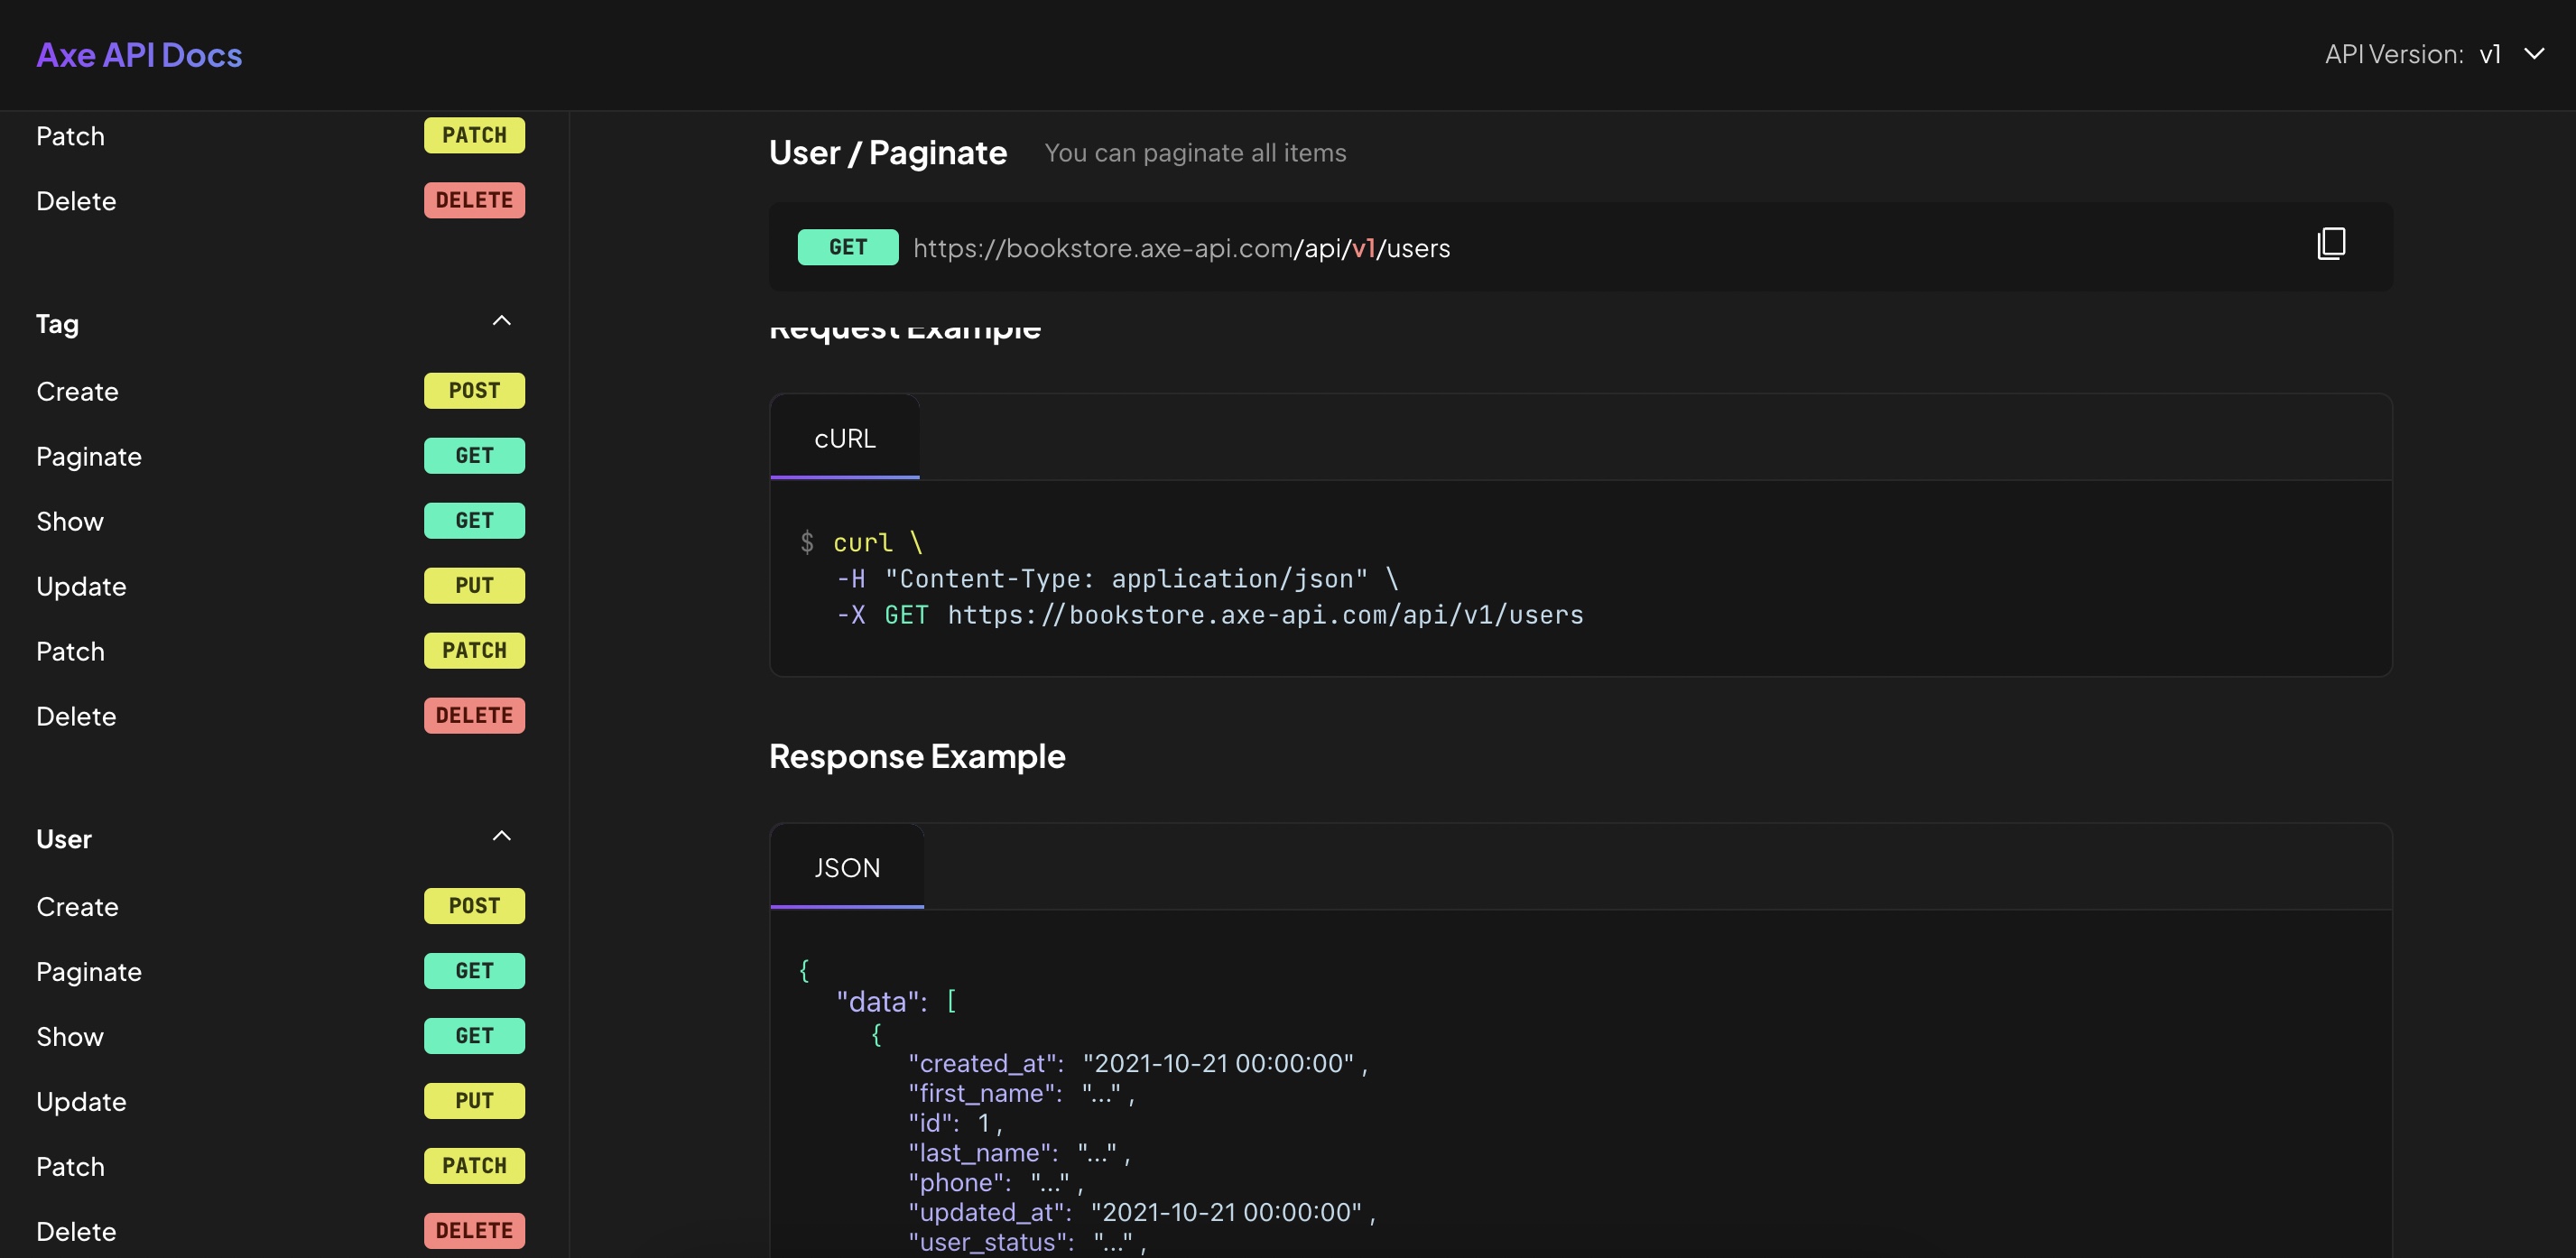 Axe API Docs
API Version: v1
Patch PATCH
Delete DELETE
Tag
Create POST
Paginate GET
Show GET
Update PUT
Patch PATCH
Delete DELETE
User
Create POST
Paginate GET
Show GET
Update PUT
Patch PATCH
Delete DELETE
User / Paginate You can paginate all items
GET https://bookstore.axe-api.com/api/v1/users
Request Example
cURL
$ curl \
-H "Content-Type: application/json" \
-X GET https://bookstore.axe-api.com/api/v1/users
Response Example
JSON
{
"data": [
{
"created_at": "2021-10-21 00:00:00" ,
"first_name": "..." ,
"id": 1 ,
"last_name": "..." ,
"phone": "..." ,
"updated_at": "2021-10-21 00:00:00" ,
"user_status": "..." ,